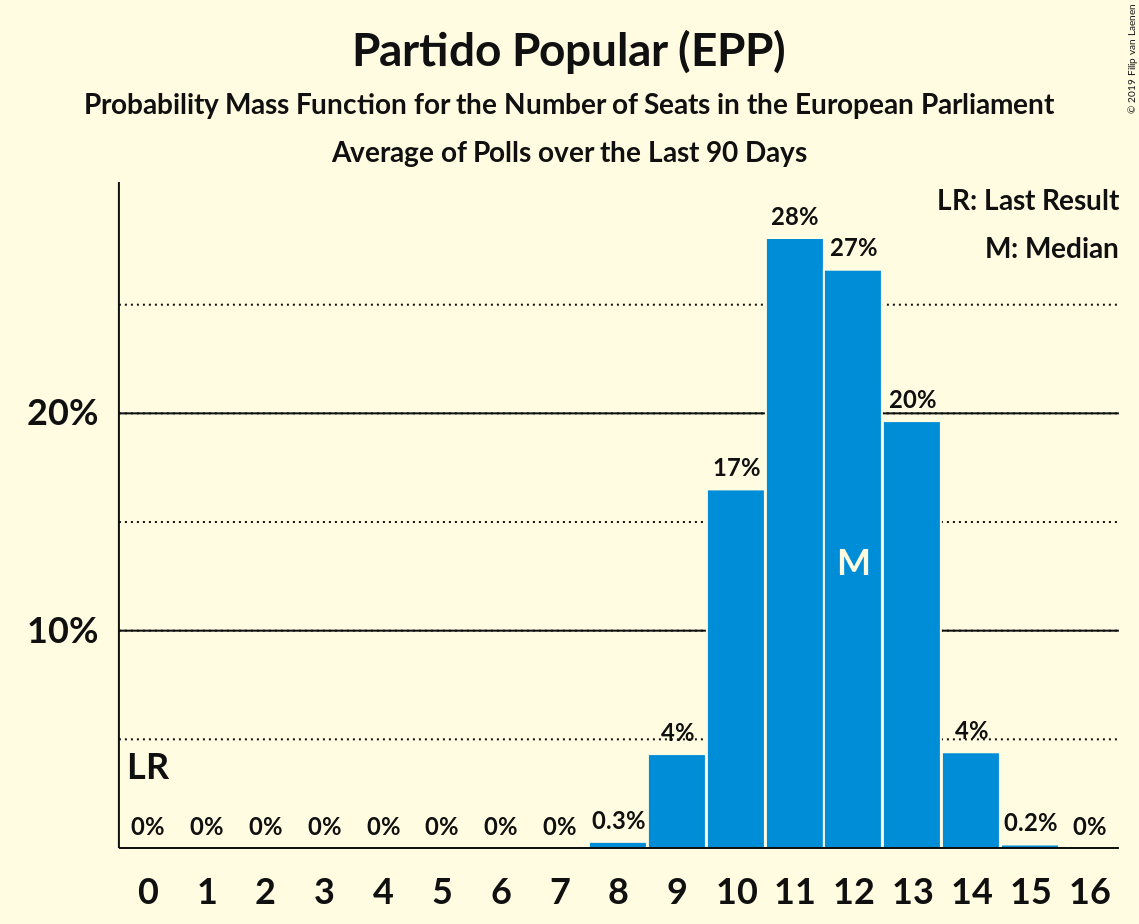 Partido Popular (EPP)
Probability Mass Function for the Number of Seats in the European Parliament
Average of Polls over the Last 90 Days
© 2019 Filip van Laenen
LR: Last Result
M: Median
28%
27%
20%
20%
17%
M
10%
4%
4%
LR
0%
0%
0%
0%
0%
0%
0%
0%
0.3%
0.2%
0%
0 1 2 3 4 5 6 7 8 9 10 11 12 13 14 15 16